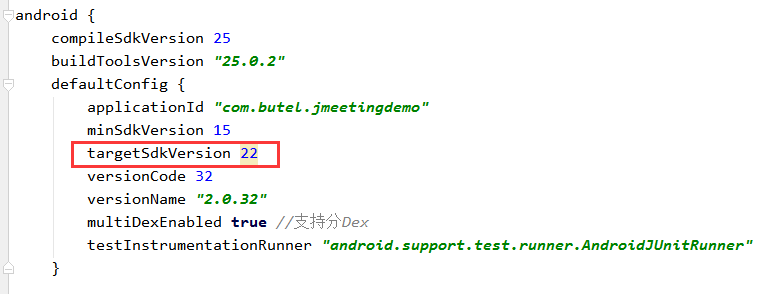 android {
compileSdkVersion 25
buildToolsVersion "25.0.2"
defaultConfig {
applicationId "com.butel.jmeetingdemo"
minSdkVersion 15
targetSdkVersion 22
versionCode 32
versionName "2.0.32"
multiDexEnabled true //支持分Dex
testInstrumentationRunner "android.support.test.runner.AndroidJUnitRunner"
}